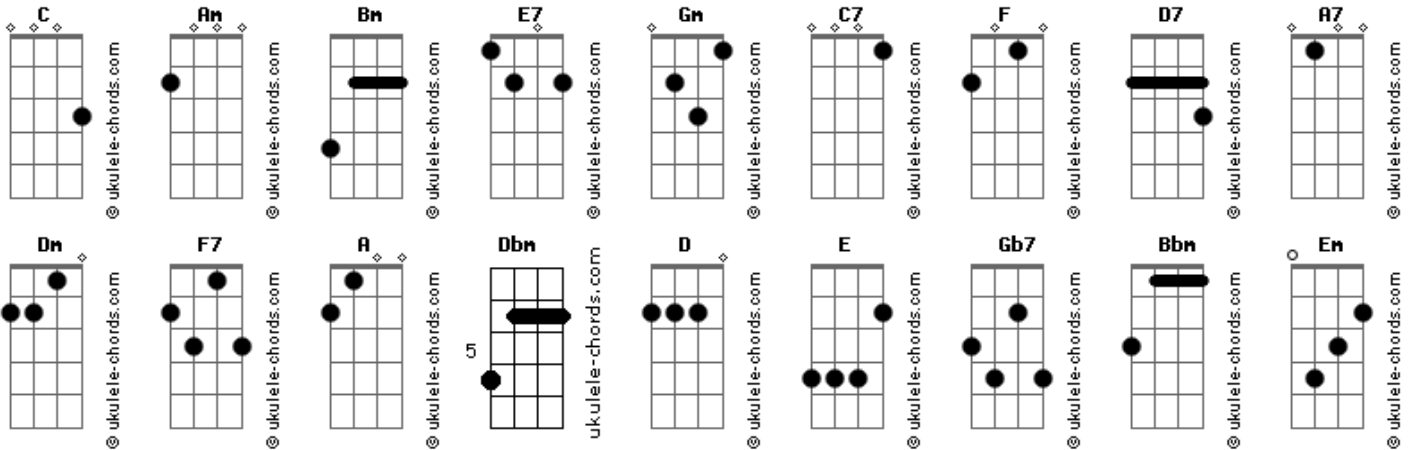 C Am Bm E7 Gm C7 F D7 A7
© ukulele-chords.com © ukulele-chords.com © ukulele-chords.com © ukulele-chords.com © ukulele-chords.com © ukulele-chords.com © ukulele-chords.com © ukulele-chords.com © ukulele-chords.com
Dm F7 A Dbm D E Gb7 Bbm Em
5
© ukulele-chords.com © ukulele-chords.com © ukulele-chords.com ukulele-chords.com © ukulele-chords.com © ukulele-chords.com © ukulele-chords.com © ukulele-chords.com © ukulele-chords.com